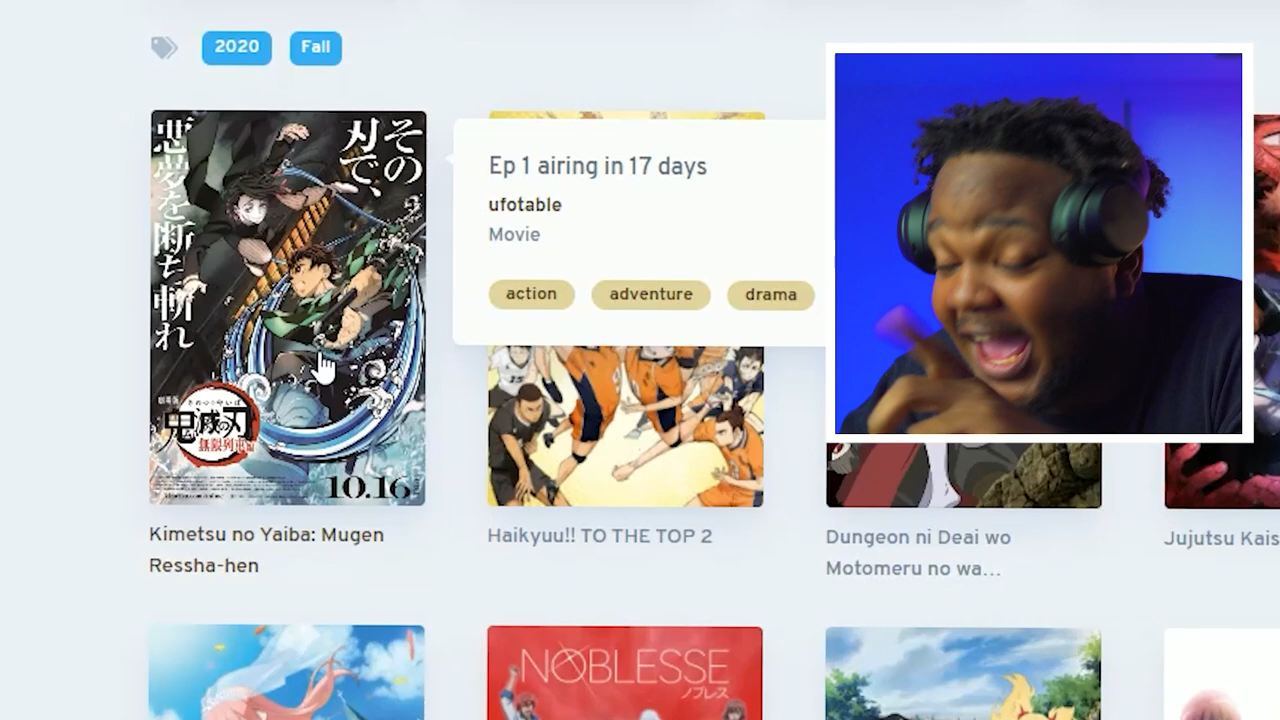 2020
Fall
その
刃で、
悪夢を断ち斬れ
鬼滅の刃
無限列車編
10.16
Ep 1 airing in 17 days
ufotable
Movie
action
adventure
drama
Kimetsu no Yaiba: Mugen
Ressha-hen
Haikyuu!! TO THE TOP 2
Dungeon ni Deai wo
Motomeru no wa...
Jujutsu Kais
NOBLESSE
ノブレス